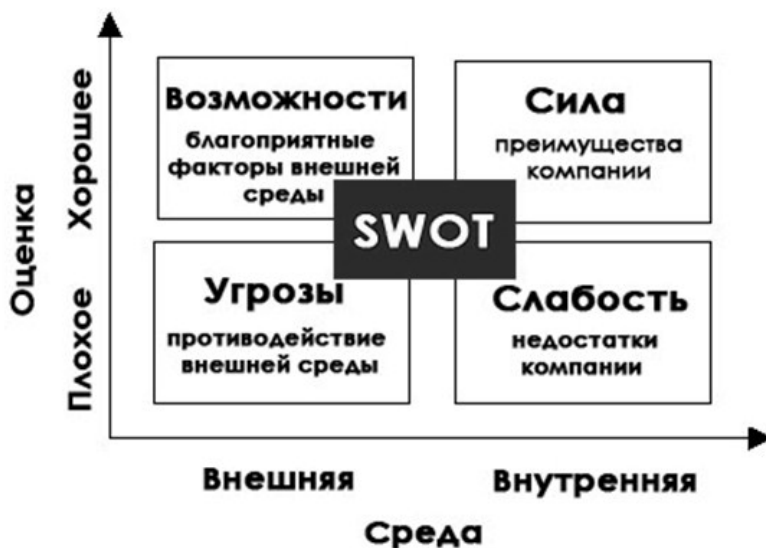 Оценка
Хорошее
Плохое
Возможности
благоприятные
факторы внешней
среды
Сила
преимущества
компании
SWOT
Угрозы
противодействие
внешней среды
Слабость
недостатки
компании
Внешняя
Внутренняя
Среда